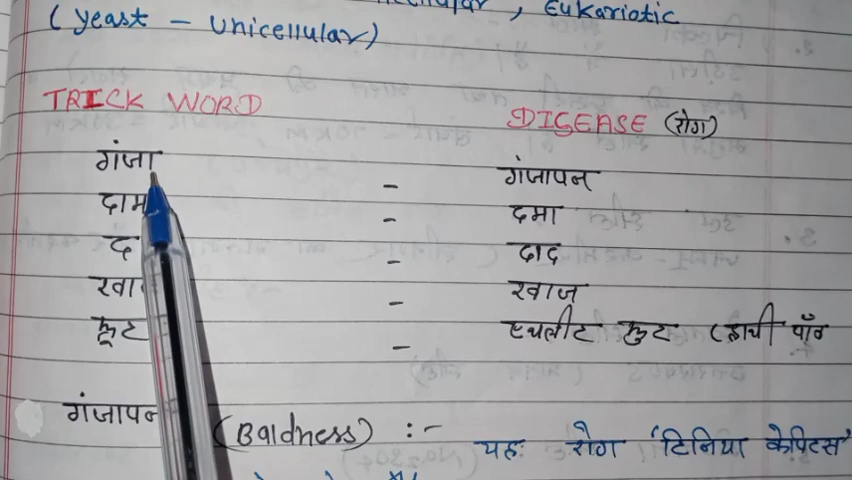 , Eukariotic
(yeast - unicellular)
TRICK WORD DISEASE (रोग)
गंजा - गंजापन
- दमा
- दाद
- खाज
फूट - एथलीट फुट (हाथी पाँव
गंजापन (Baldness) :- यहः रोग 'टिनिया केपिटस'